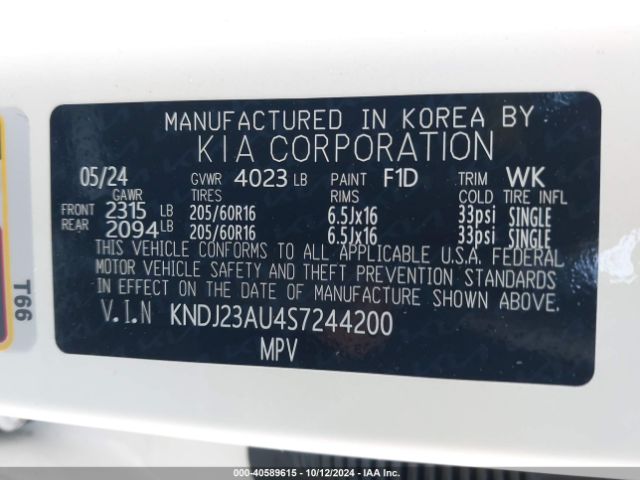 MANUFACTURED IN KOREA BY
KIA CORPORATION
05/24 GVWR 4023 LB PAINT F1D TRIM WK
GAWR TIRES RIMS COLD TIRE INFL
FRONT 2315 LB 205/60R16 6.5Jx16 33psi SINGLE
REAR 2094 LB 205/60R16 6.5Jx16 33psi SINGLE
THIS VEHICLE CONFORMS TO ALL APPLICABLE U.S.A. FEDERAL
MOTOR VEHICLE SAFETY AND THEFT PREVENTION STANDARDS
IN EFFECT ON THE DATE OF MANUFACTURE SHOWN ABOVE.
V.I.N KNDJ23AU4S7244200
MPV
T66
000-40589615 - 10/12/2024 - IAA Inc.